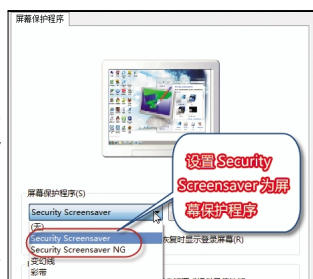 屏幕保护程序
设置 Security
Screensaver 为屏
幕保护程序
屏幕保护程序(S)
Security Screensaver
(无)
Security Screensaver
Security Screensaver NG
恢复时显示登录屏幕(R)
变幻线
彩带